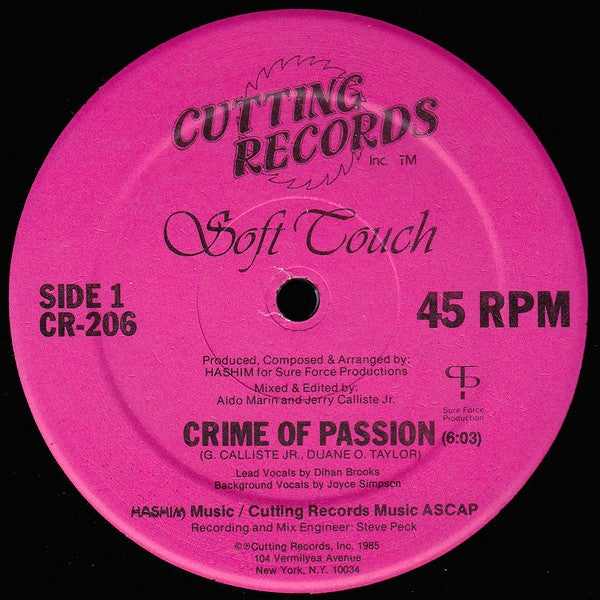 CUTTING
RECORDS
Inc. TM
Soft Touch
SIDE 1
CR-206
45 RPM
Produced, Composed & Arranged by:
HASHIM for Sure Force Productions
Mixed & Edited by:
Aldo Marin and Jerry Calliste Jr.
Sure Force
Production
CRIME OF PASSION (6:03)
(G. CALLISTE JR., DUANE O. TAYLOR)
Lead Vocals by Dihan Brooks
Background Vocals by Joyce Simpson
HASHIM Music / Cutting Records Music ASCAP
Recording and Mix Engineer: Steve Peck
©℗Cutting Records, Inc. 1985
104 Vermilyea Avenue
New York, N.Y. 10034